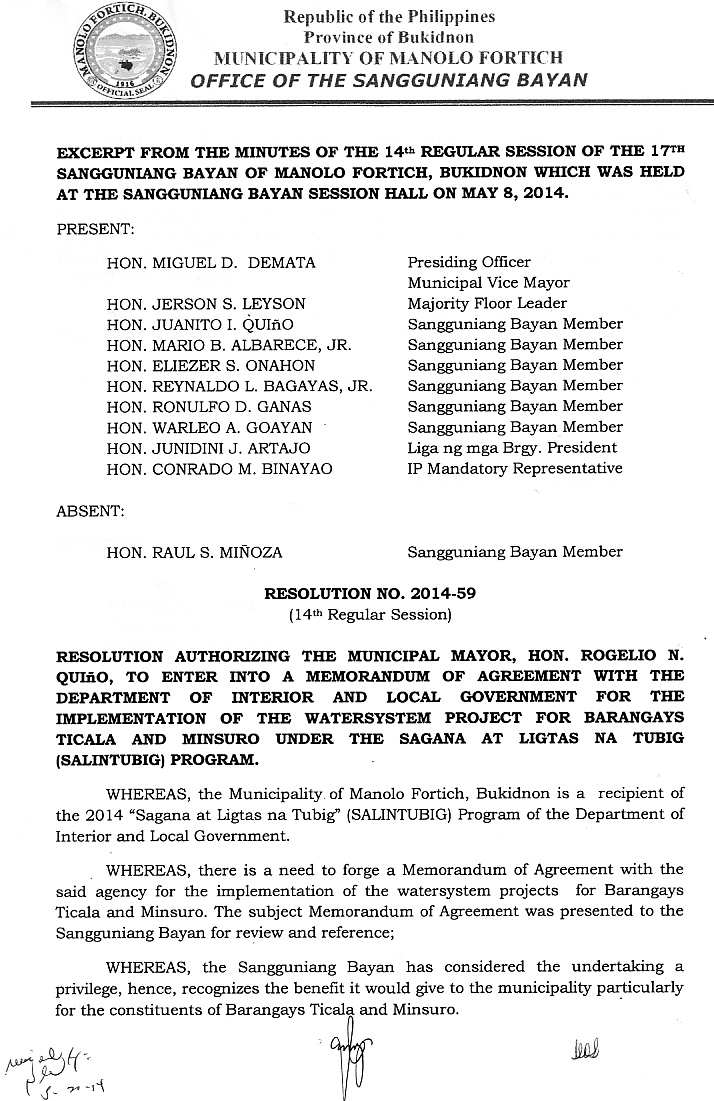 MANOLO FORTICH, BUKIDNON
1916
OFFICIAL SEAL
Republic of the Philippines
Province of Bukidnon
MUNICIPALITY OF MANOLO FORTICH
OFFICE OF THE SANGGUNIANG BAYAN
EXCERPT FROM THE MINUTES OF THE 14th REGULAR SESSION OF THE 17TH
SANGGUNIANG BAYAN OF MANOLO FORTICH, BUKIDNON WHICH WAS HELD
AT THE SANGGUNIANG BAYAN SESSION HALL ON MAY 8, 2014.
PRESENT:
HON. MIGUEL D. DEMATA Presiding Officer
Municipal Vice Mayor
HON. JERSON S. LEYSON Majority Floor Leader
HON. JUANITO I. QUIñO Sangguniang Bayan Member
HON. MARIO B. ALBARECE, JR. Sangguniang Bayan Member
HON. ELIEZER S. ONAHON Sangguniang Bayan Member
HON. REYNALDO L. BAGAYAS, JR. Sangguniang Bayan Member
HON. RONULFO D. GANAS Sangguniang Bayan Member
HON. WARLEO A. GOAYAN Sangguniang Bayan Member
HON. JUNIDINI J. ARTAJO Liga ng mga Brgy. President
HON. CONRADO M. BINAYAO IP Mandatory Representative
ABSENT:
HON. RAUL S. MIÑOZA Sangguniang Bayan Member
RESOLUTION NO. 2014-59
(14th Regular Session)
RESOLUTION AUTHORIZING THE MUNICIPAL MAYOR, HON. ROGELIO N.
QUIñO, TO ENTER INTO A MEMORANDUM OF AGREEMENT WITH THE
DEPARTMENT OF INTERIOR AND LOCAL GOVERNMENT FOR THE
IMPLEMENTATION OF THE WATERSYSTEM PROJECT FOR BARANGAYS
TICALA AND MINSURO UNDER THE SAGANA AT LIGTAS NA TUBIG
(SALINTUBIG) PROGRAM.
WHEREAS, the Municipality of Manolo Fortich, Bukidnon is a recipient of
the 2014 “Sagana at Ligtas na Tubig” (SALINTUBIG) Program of the Department of
Interior and Local Government.
WHEREAS, there is a need to forge a Memorandum of Agreement with the
said agency for the implementation of the watersystem projects for Barangays
Ticala and Minsuro. The subject Memorandum of Agreement was presented to the
Sangguniang Bayan for review and reference;
WHEREAS, the Sangguniang Bayan has considered the undertaking a
privilege, hence, recognizes the benefit it would give to the municipality particularly
for the constituents of Barangays Ticala and Minsuro.